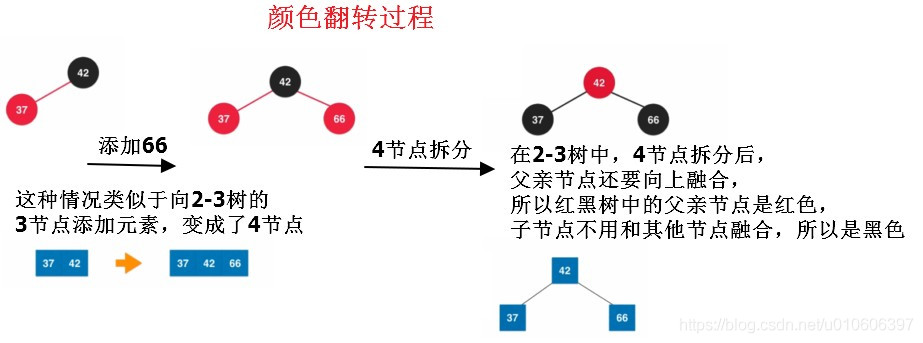 颜色翻转过程
42
37
添加66
42
37
66
4节点拆分
42
37
66
这种情况类似于向2-3树的
3节点添加元素，变成了4节点
在2-3树中，4节点拆分后，
父亲节点还要向上融合，
所以红黑树中的父亲节点是红色，
子节点不用和其他节点融合，所以是黑色
37 42
37 42 66
42
37
66
https://blog.csdn.net/u010606397